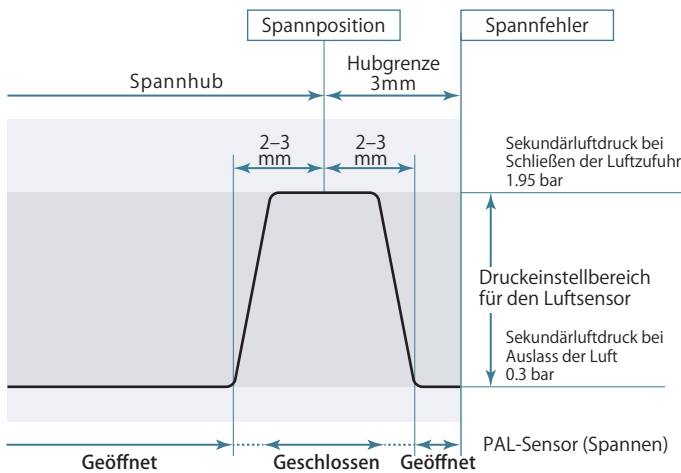 Spannposition
Spannfehler
Hubgrenze
3mm
Spannhub
2–3
mm
2–3
mm
Sekundärluftdruck bei
Schließen der Luftzufuhr
1.95 bar
Druckeinstellbereich
für den Luftsensor
Sekundärluftdruck bei
Auslass der Luft
0.3 bar
PAL-Sensor (Spannen)
Geöffnet
Geschlossen
Geöffnet